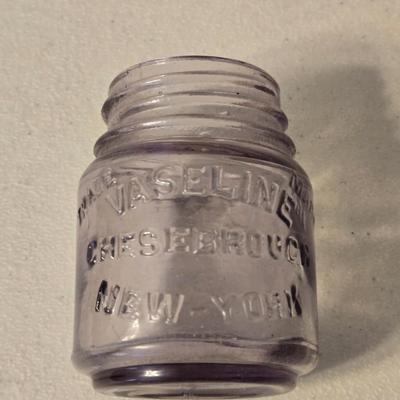 TRADE MARK
VASELINE
CHESEBROUGH
NEW-YORK